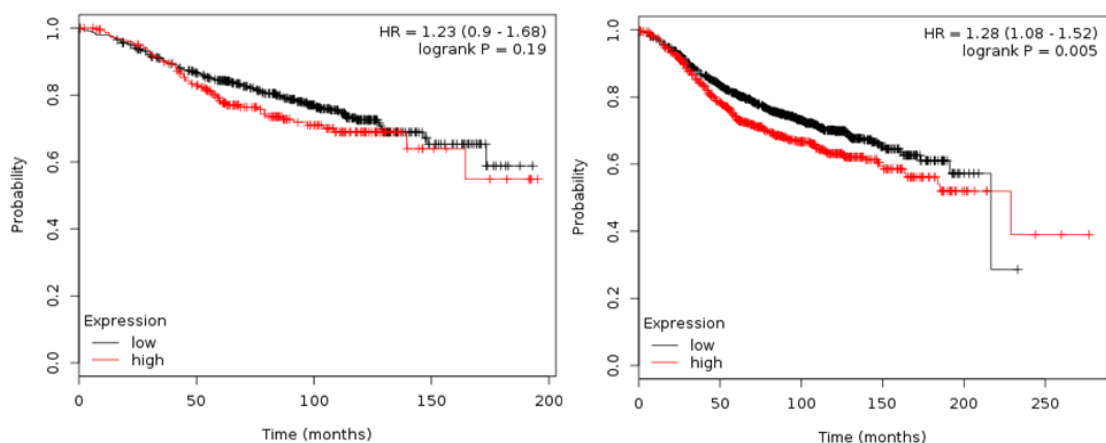 HR = 1.23 (0.9 - 1.68)
logrank P = 0.19
Probability
1.0
0.8
0.6
0.4
0.2
0.0
Expression
low
high
0
50
100
150
200
Time (months)
HR = 1.28 (1.08 - 1.52)
logrank P = 0.005
Probability
1.0
0.8
0.6
0.4
0.2
0.0
Expression
low
high
0
50
100
150
200
250
Time (months)